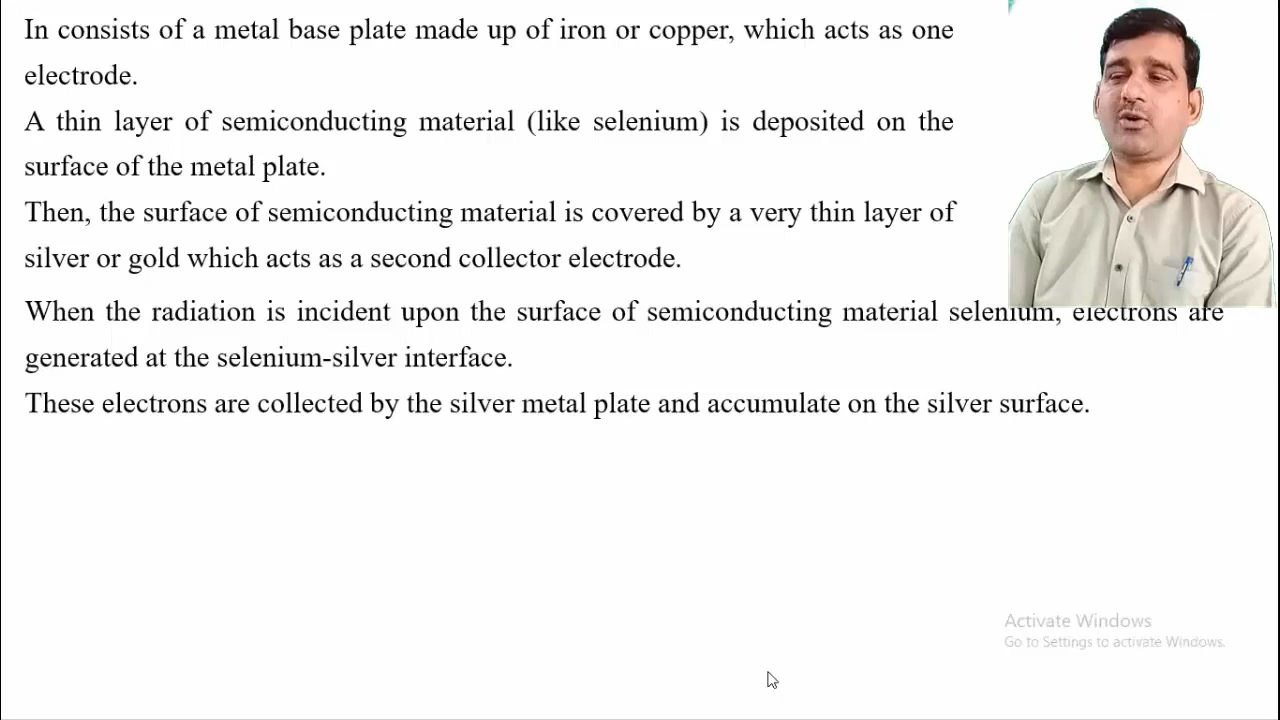 In consists of a metal base plate made up of iron or copper, which acts as one
electrode.
A thin layer of semiconducting material (like selenium) is deposited on the
surface of the metal plate.
Then, the surface of semiconducting material is covered by a very thin layer of
silver or gold which acts as a second collector electrode.
When the radiation is incident upon the surface of semiconducting material selenium, electrons are
generated at the selenium-silver interface.
These electrons are collected by the silver metal plate and accumulate on the silver surface.
Activate Windows
Go to Settings to activate Windows.